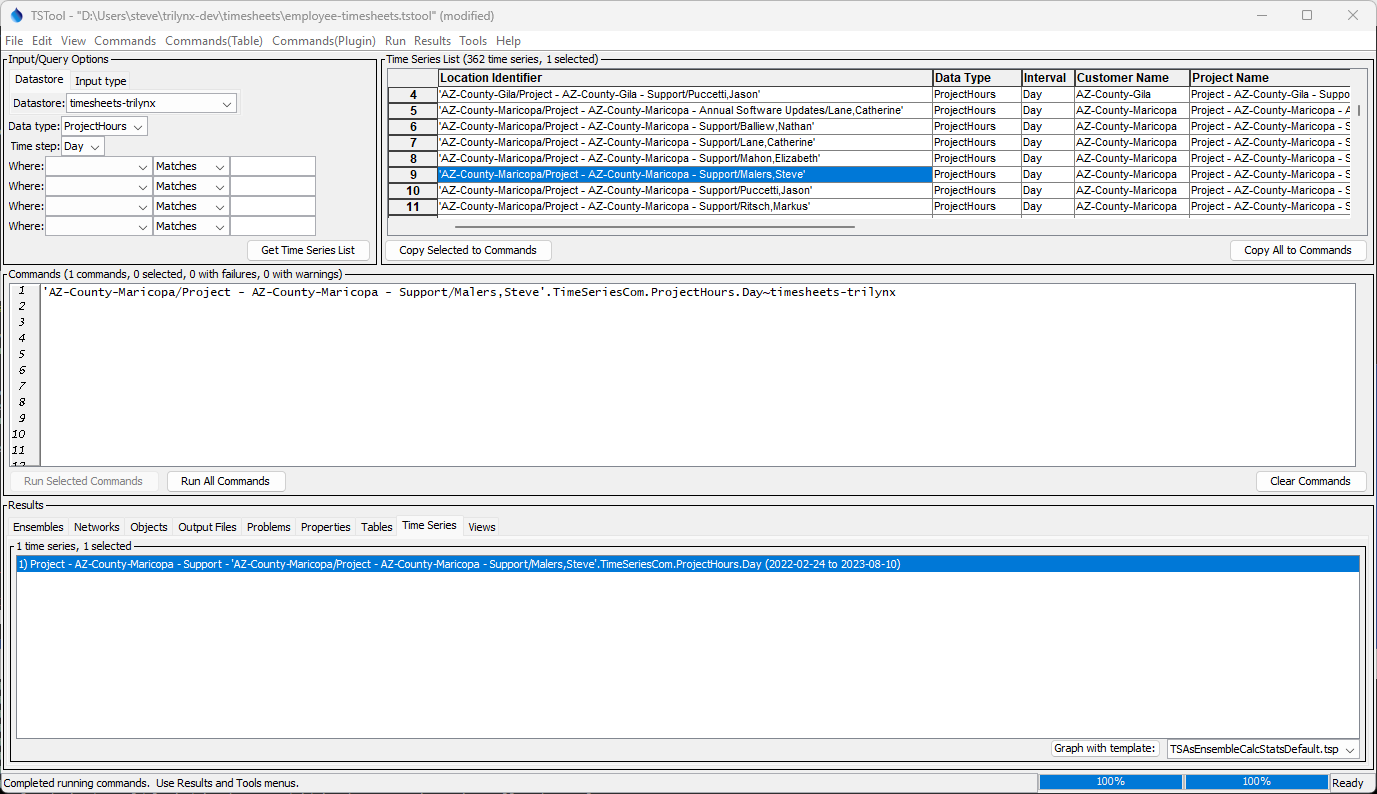 TSTool - "D:\Users\steve\trilynx-dev\timesheets\employee-timesheets.tstool" (modified)
File Edit View Commands Commands(Table) Commands(Plugin) Run Results Tools Help
Input/Query Options
Datastore Input type
Datastore: timesheets-trilynx
Data type: ProjectHours
Time step: Day
Where: Matches
Where: Matches
Where: Matches
Where: Matches
Get Time Series List
Time Series List (362 time series, 1 selected)
Location Identifier Data Type Interval Customer Name Project Name
4 'AZ-County-Gila/Project - AZ-County-Gila - Support/Puccetti,Jason' ProjectHours Day AZ-County-Gila Project - AZ-County-Gila - Suppo
5 'AZ-County-Maricopa/Project - AZ-County-Maricopa - Annual Software Updates/Lane,Catherine' ProjectHours Day AZ-County-Maricopa Project - AZ-County-Maricopa - A
6 'AZ-County-Maricopa/Project - AZ-County-Maricopa - Support/Balliew,Nathan' ProjectHours Day AZ-County-Maricopa Project - AZ-County-Maricopa - S
7 'AZ-County-Maricopa/Project - AZ-County-Maricopa - Support/Lane,Catherine' ProjectHours Day AZ-County-Maricopa Project - AZ-County-Maricopa - S
8 'AZ-County-Maricopa/Project - AZ-County-Maricopa - Support/Mahon,Elizabeth' ProjectHours Day AZ-County-Maricopa Project - AZ-County-Maricopa - S
9 'AZ-County-Maricopa/Project - AZ-County-Maricopa - Support/Malers,Steve' ProjectHours Day AZ-County-Maricopa Project - AZ-County-Maricopa - S
10 'AZ-County-Maricopa/Project - AZ-County-Maricopa - Support/Puccetti,Jason' ProjectHours Day AZ-County-Maricopa Project - AZ-County-Maricopa - S
11 'AZ-County-Maricopa/Project - AZ-County-Maricopa - Support/Ritsch,Markus' ProjectHours Day AZ-County-Maricopa Project - AZ-County-Maricopa - S
Copy Selected to Commands Copy All to Commands
Commands (1 commands, 0 selected, 0 with failures, 0 with warnings)
1 'AZ-County-Maricopa/Project - AZ-County-Maricopa - Support/Malers,Steve'.TimeSeriesCom.ProjectHours.Day~timesheets-trilynx
2
3
4
5
6
7
8
9
10
11
12
Run Selected Commands Run All Commands Clear Commands
Results
Ensembles Networks Objects Output Files Problems Properties Tables Time Series Views
1 time series, 1 selected
1) Project - AZ-County-Maricopa - Support - 'AZ-County-Maricopa/Project - AZ-County-Maricopa - Support/Malers,Steve'.TimeSeriesCom.ProjectHours.Day (2022-02-24 to 2023-08-10)
Graph with template: TSAsEnsembleCalcStatsDefault.tsp
Completed running commands. Use Results and Tools menus. 100% 100% Ready